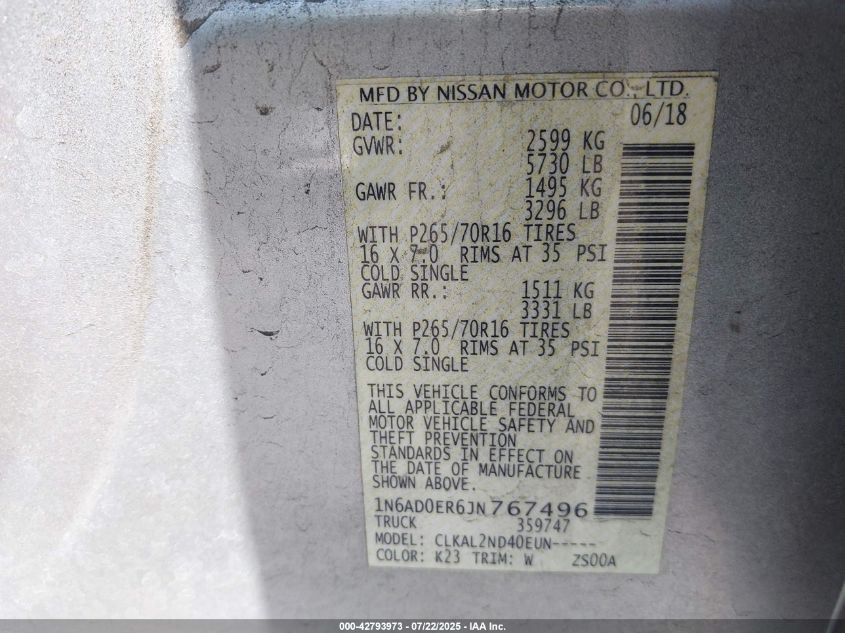 MFD BY NISSAN MOTOR CO., LTD.
DATE: 06/18
GVWR: 2599 KG
5730 LB
GAWR FR.: 1495 KG
3296 LB
WITH P265/70R16 TIRES
16 X 7.0 RIMS AT 35 PSI
COLD SINGLE
GAWR RR.: 1511 KG
3331 LB
WITH P265/70R16 TIRES
16 X 7.0 RIMS AT 35 PSI
COLD SINGLE
THIS VEHICLE CONFORMS TO
ALL APPLICABLE FEDERAL
MOTOR VEHICLE SAFETY AND
THEFT PREVENTION
STANDARDS IN EFFECT ON
THE DATE OF MANUFACTURE
SHOWN ABOVE.
1N6AD0ER6JN767496
TRUCK 359747
MODEL: CLKAL2ND40EUN-----
COLOR: K23 TRIM: W ZS00A
000-42793973 - 07/22/2025 - IAA Inc.